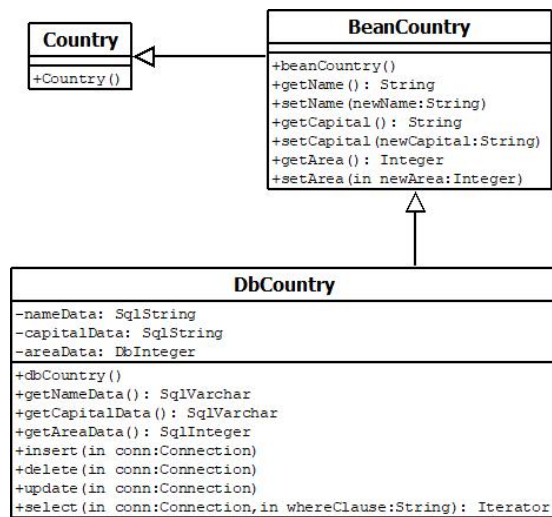 Country
+Country()
BeanCountry
+beanCountry()
+getName(): String
+setName(newName:String)
+getCapital(): String
+setCapital(newCapital:String)
+getArea(): Integer
+setArea(in newArea:Integer)
DbCountry
-nameData: SqlString
-capitalData: SqlString
-areaData: DbInteger
+dbCountry()
+getNameData(): SqlVarchar
+getCapitalData(): SqlVarchar
+getAreaData(): SqlInteger
+insert(in conn:Connection)
+delete(in conn:Connection)
+update(in conn:Connection)
+select(in conn:Connection,in whereClause:String): Iterator